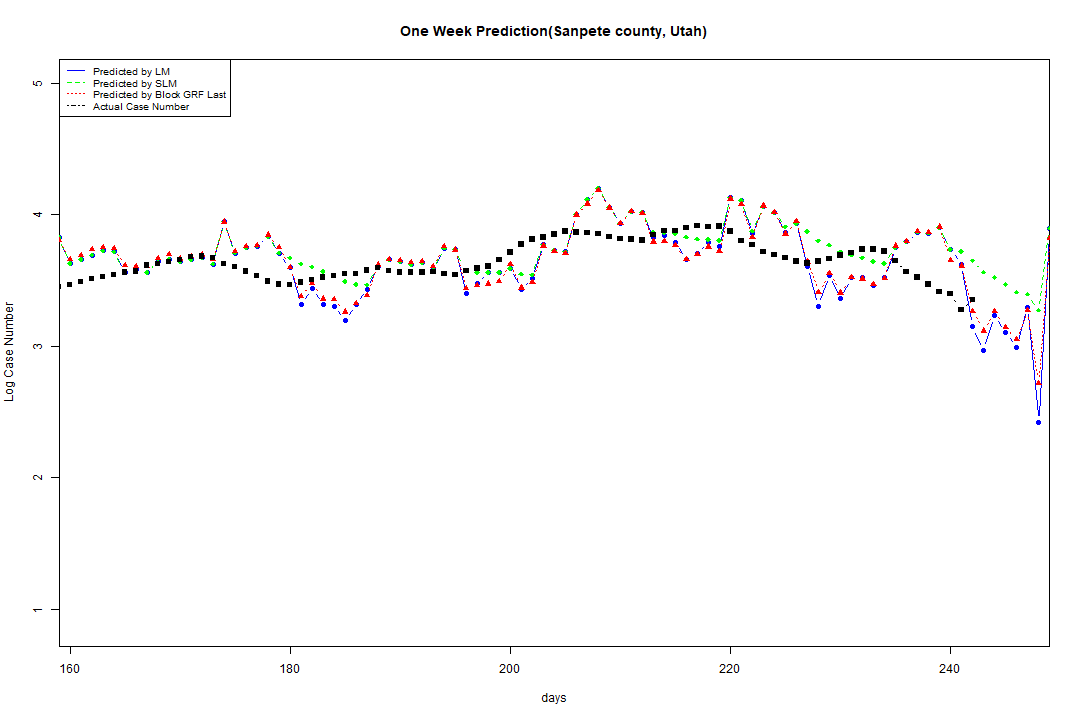 One Week Prediction(Sanpete county, Utah)
Predicted by LM
Predicted by SLM
Predicted by Block GRF Last
Actual Case Number
5
4
3
2
1
Log Case Number
160 180 200 220 240
days